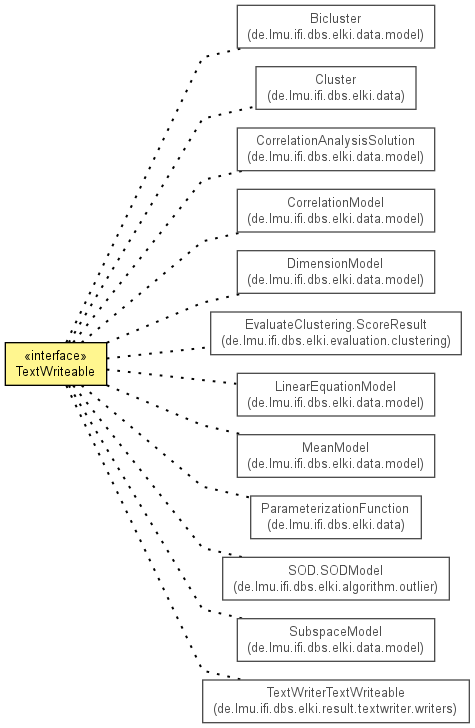 Bicluster
(de.lmu.ifi.dbs.elki.data.model)
Cluster
(de.lmu.ifi.dbs.elki.data)
CorrelationAnalysisSolution
(de.lmu.ifi.dbs.elki.data.model)
CorrelationModel
(de.lmu.ifi.dbs.elki.data.model)
DimensionModel
(de.lmu.ifi.dbs.elki.data.model)
EvaluateClustering.ScoreResult
(de.lmu.ifi.dbs.elki.evaluation.clustering)
«interface»
TextWriteable
LinearEquationModel
(de.lmu.ifi.dbs.elki.data.model)
MeanModel
(de.lmu.ifi.dbs.elki.data.model)
ParameterizationFunction
(de.lmu.ifi.dbs.elki.data)
SOD.SODModel
(de.lmu.ifi.dbs.elki.algorithm.outlier)
SubspaceModel
(de.lmu.ifi.dbs.elki.data.model)
TextWriterTextWriteable
(de.lmu.ifi.dbs.elki.result.textwriter.writers)